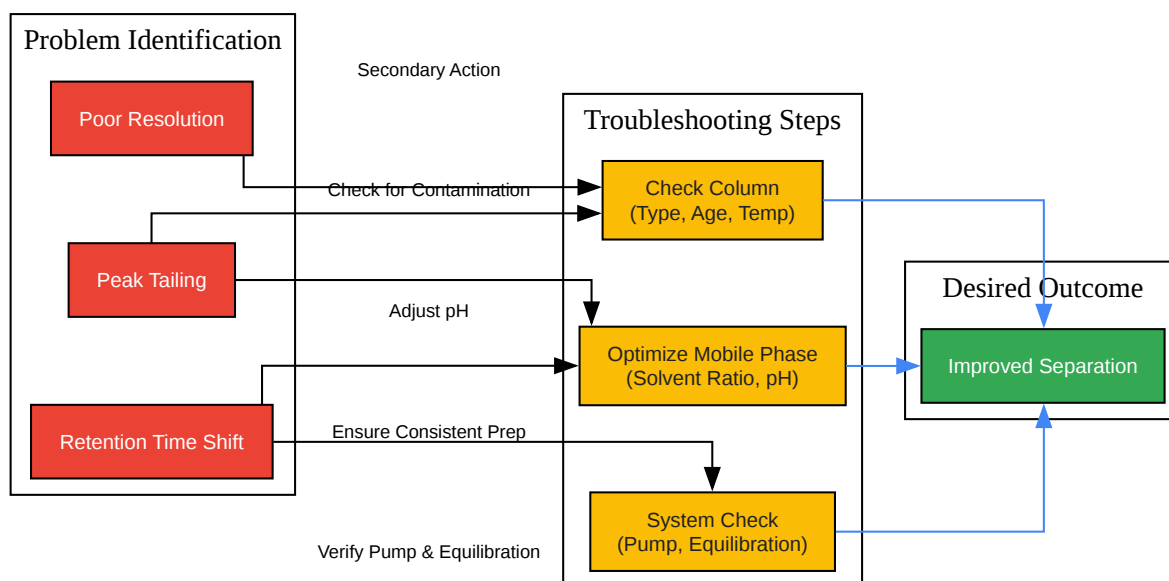 Problem Identification
Poor Resolution
Peak Tailing
Retention Time Shift
Secondary Action
Check for Contamination
Adjust pH
Ensure Consistent Prep
Verify Pump & Equilibration
Troubleshooting Steps
Check Column
(Type, Age, Temp)
Optimize Mobile Phase
(Solvent Ratio, pH)
System Check
(Pump, Equilibration)
Desired Outcome
Improved Separation